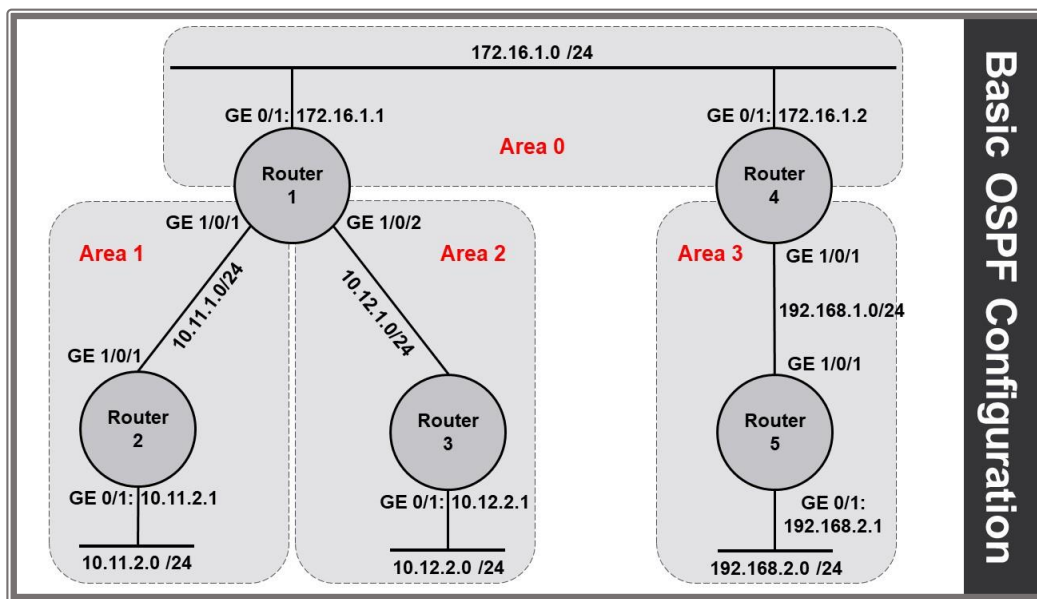 172.16.1.0 /24
GE 0/1: 172.16.1.1
GE 0/1: 172.16.1.2
Area 0
Router
1
Router
4
GE 1/0/1
GE 1/0/2
Area 1
Area 2
Area 3
GE 1/0/1
10.11.1.0/24
10.12.1.0/24
192.168.1.0/24
GE 1/0/1
GE 1/0/1
Router
2
Router
3
Router
5
GE 0/1: 10.11.2.1
GE 0/1: 10.12.2.1
GE 0/1:
192.168.2.1
10.11.2.0 /24
10.12.2.0 /24
192.168.2.0 /24
Basic OSPF Configuration